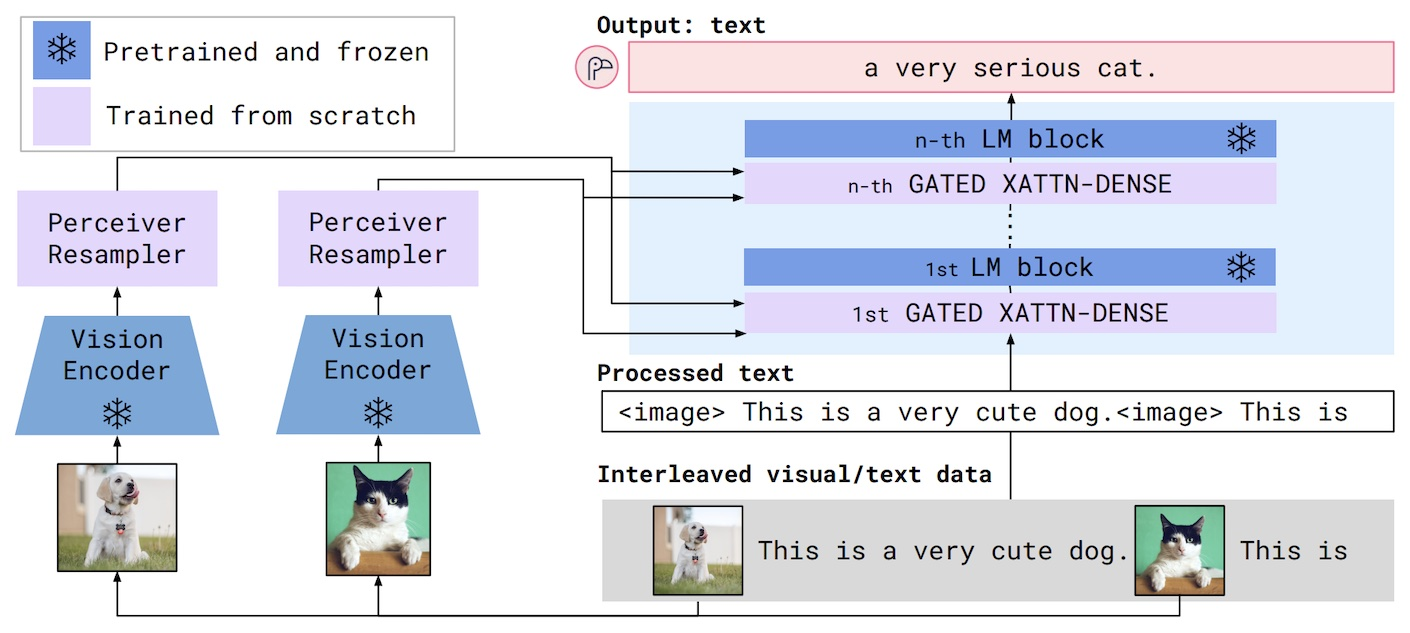 Pretrained and frozen
Trained from scratch
Perceiver
Resampler
Perceiver
Resampler
Vision
Encoder
Vision
Encoder
Output: text
a very serious cat.
n-th LM block
n-th GATED XATTN-DENSE
1st LM block
1st GATED XATTN-DENSE
Processed text
<image> This is a very cute dog.<image> This is
Interleaved visual/text data
This is a very cute dog.
This is